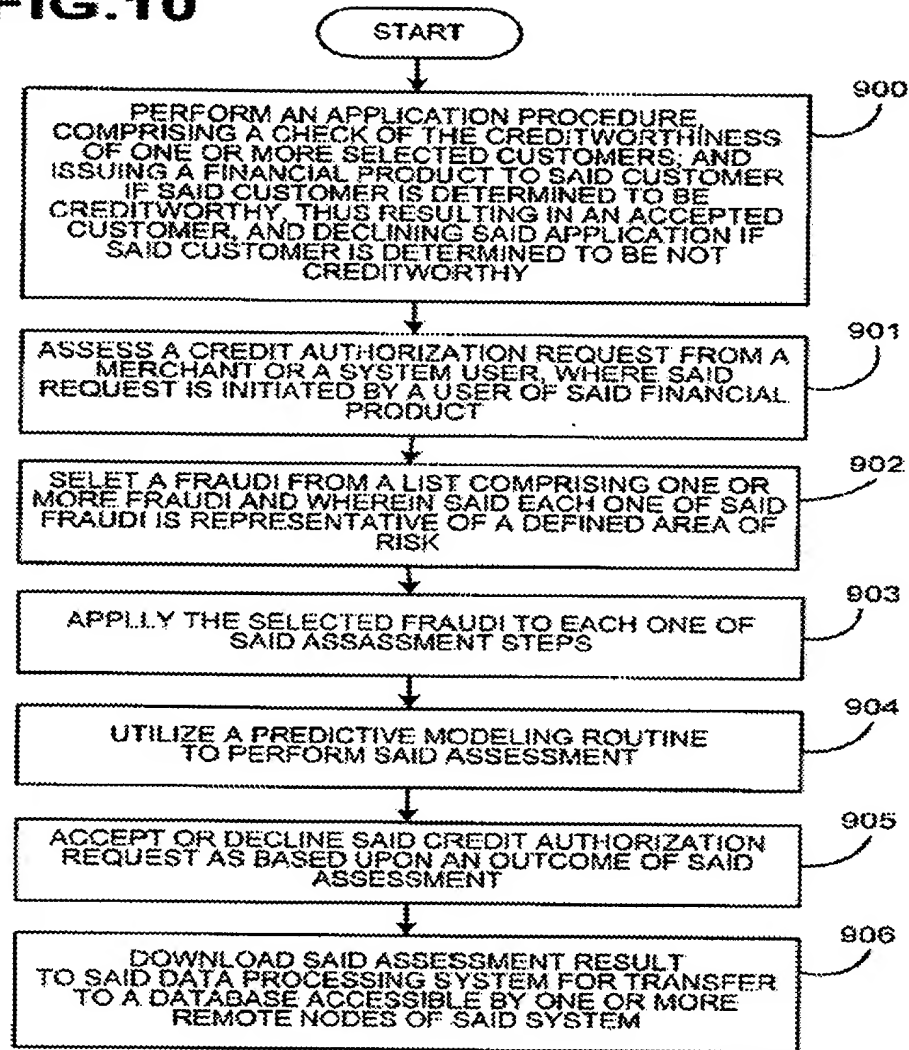 FIG.10
START
900
PERFORM AN APPLICATION PROCEDURE,
COMPRISING A CHECK OF THE CREDITWORTHINESS
OF ONE OR MORE SELECTED CUSTOMERS; AND
ISSUING A FINANCIAL PRODUCT TO SAID CUSTOMER
IF SAID CUSTOMER IS DETERMINED TO BE
CREDITWORTHY, THUS RESULTING IN AN ACCEPTED
CUSTOMER, AND DECLINING SAID APPLICATION IF
SAID CUSTOMER IS DETERMINED TO BE NOT
CREDITWORTHY
901
ASSESS A CREDIT AUTHORIZATION REQUEST FROM A
MERCHANT OR A SYSTEM USER, WHERE SAID
REQUEST IS INITIATED BY A USER OF SAID FINANCIAL
PRODUCT
902
SELET A FRAUDI FROM A LIST COMPRISING ONE OR
MORE FRAUDI AND WHEREIN SAID EACH ONE OF SAID
FRAUDI IS REPRESENTATIVE OF A DEFINED AREA OF
RISK
903
APPLLY THE SELECTED FRAUDI TO EACH ONE OF
SAID ASSASSMENT STEPS
904
UTILIZE A PREDICTIVE MODELING ROUTINE
TO PERFORM SAID ASSESSMENT
905
ACCEPT OR DECLINE SAID CREDIT AUTHORIZATION
REQUEST AS BASED UPON AN OUTCOME OF SAID
ASSESSMENT
906
DOWNLOAD SAID ASSESSMENT RESULT
TO SAID DATA PROCESSING SYSTEM FOR TRANSFER
TO A DATABASE ACCESSIBLE BY ONE OR MORE
REMOTE NODES OF SAID SYSTEM